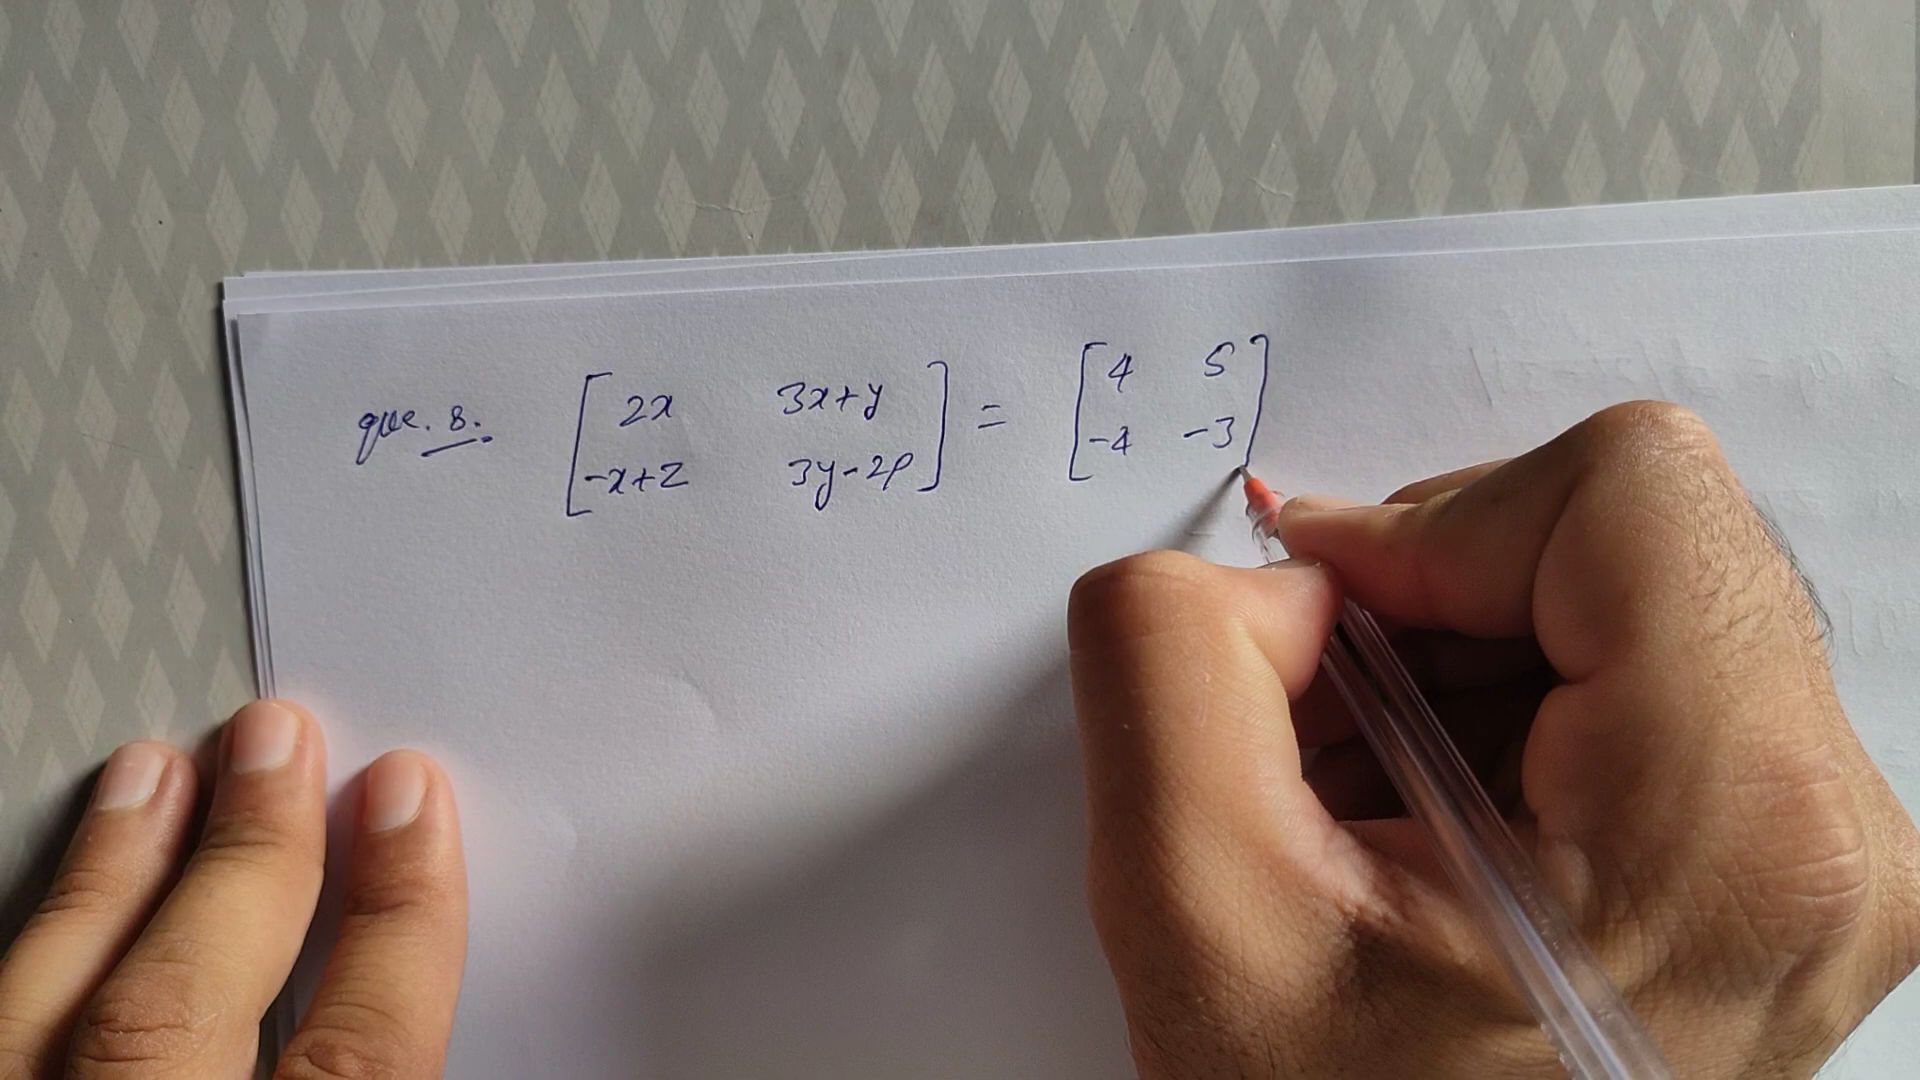 que. 8. [2x 3x+y] = [4 5]
[-x+z 3y-2p] [-4 -3]